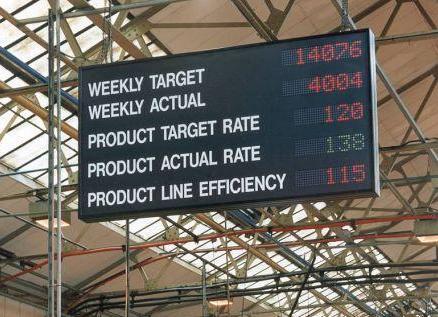 WEEKLY TARGET 14076
WEEKLY ACTUAL 4004
PRODUCT TARGET RATE 120
PRODUCT ACTUAL RATE 138
PRODUCT LINE EFFICIENCY 115